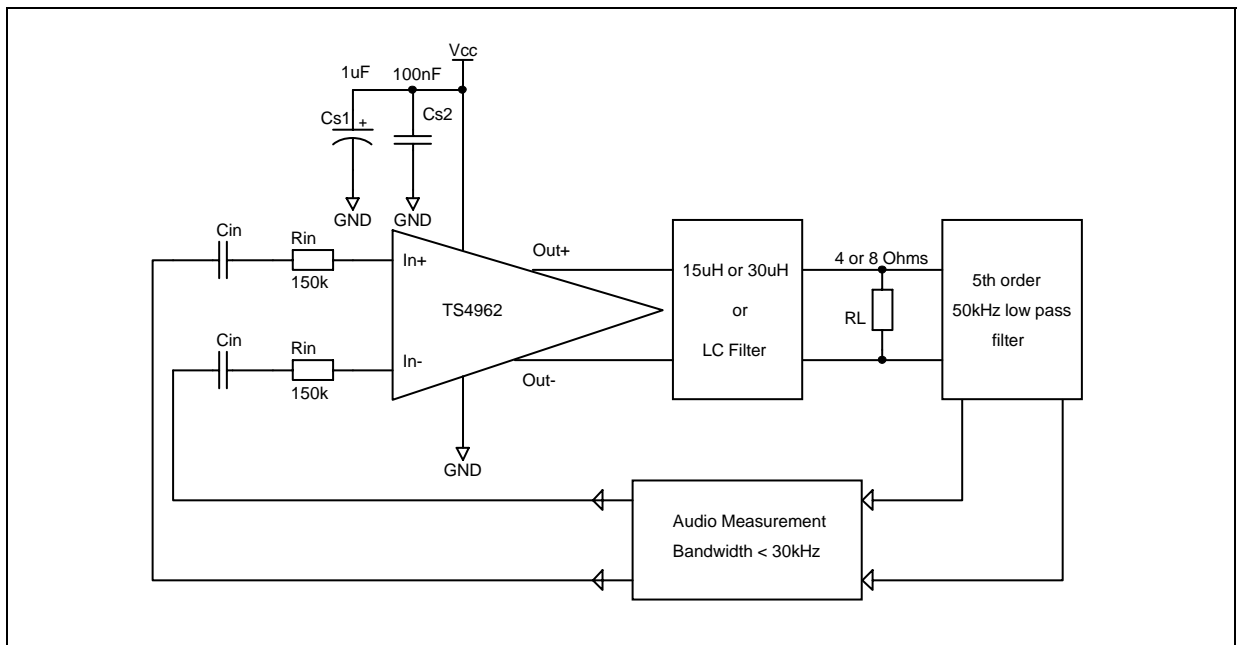 Vcc
1uF
100nF
Cs1
+
Cs2
GND
GND
Cin
Rin
150k
In+
Out+
TS4962
Cin
Rin
150k
In-
Out-
GND
15uH or 30uH
or
LC Filter
4 or 8 Ohms
RL
5th order
50kHz low pass
filter
Audio Measurement
Bandwidth < 30kHz